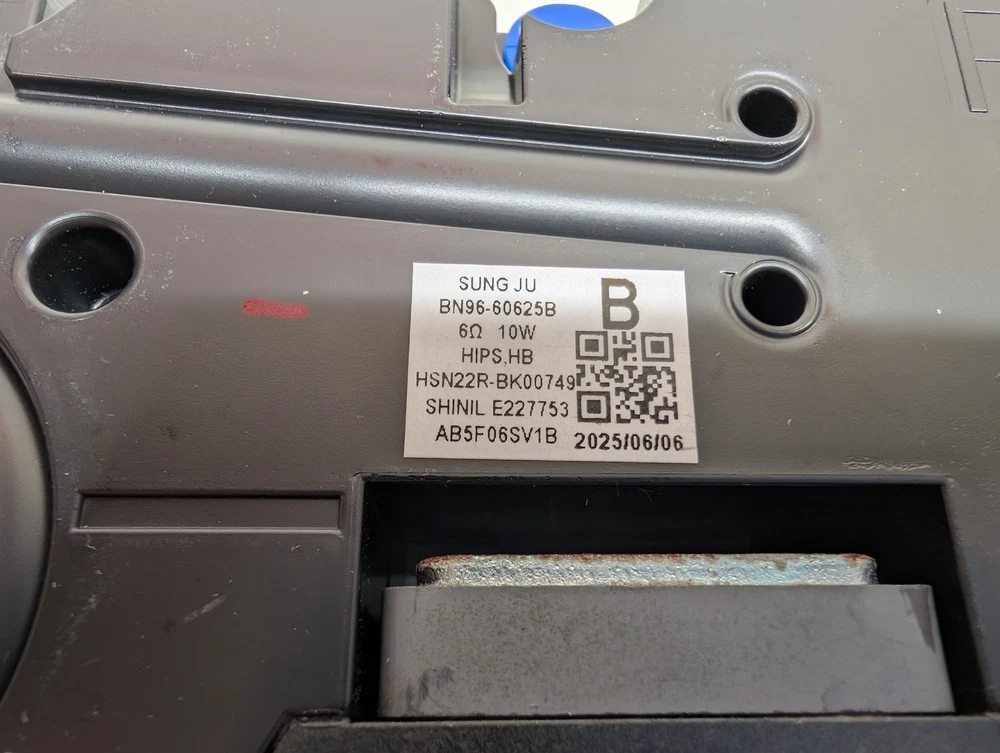 SUNG JU
BN96-60625B
6Ω 10W
HIPS,HB
HSN22R-BK00749
SHINIL E227753
AB5F06SV1B
B
2025/06/06